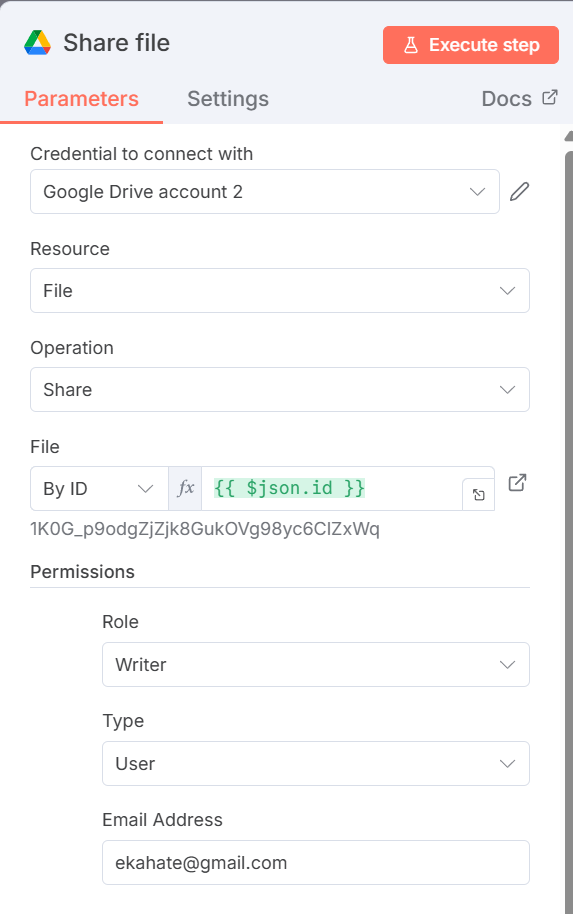 Share file
Execute step
Parameters
Settings
Docs
Credential to connect with
Google Drive account 2
Resource
File
Operation
Share
File
By ID
fx
{{ $json.id }}
1K0G_p9odgZjZjk8GukOVg98yc6CIZxWq
Permissions
Role
Writer
Type
User
Email Address
ekahate@gmail.com